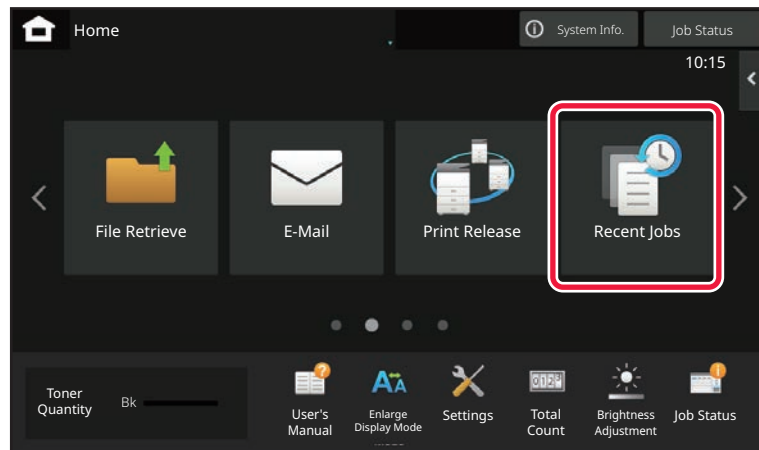 Home
System Info.
Job Status
10:15
File Retrieve
E-Mail
Print Release
Recent Jobs
Toner
Quantity
Bk
User's
Manual
Enlarge
Display Mode
Settings
012
Total
Count
Brightness
Adjustment
Job Status